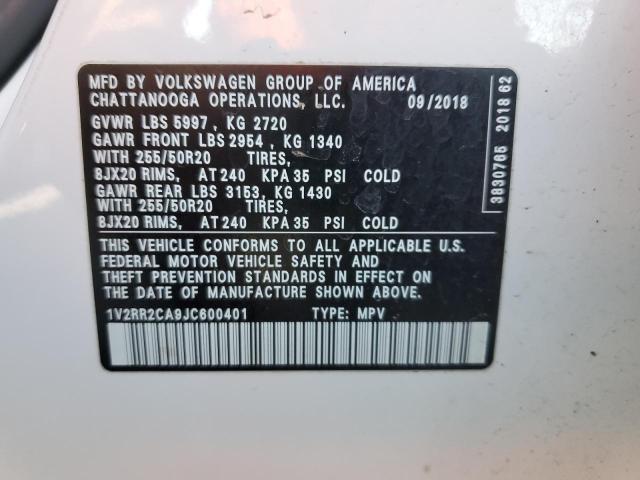 MFD BY VOLKSWAGEN GROUP OF AMERICA
CHATTANOOGA OPERATIONS, LLC. 09/2018
GVWR LBS 5997, KG 2720
GAWR FRONT LBS 2954, KG 1340
WITH 255/50R20 TIRES,
8JX20 RIMS, AT 240 KPA 35 PSI COLD
GAWR REAR LBS 3153, KG 1430
WITH 255/50R20 TIRES,
8JX20 RIMS, AT 240 KPA 35 PSI COLD
THIS VEHICLE CONFORMS TO ALL APPLICABLE U.S.
FEDERAL MOTOR VEHICLE SAFETY AND
THEFT PREVENTION STANDARDS IN EFFECT ON
THE DATE OF MANUFACTURE SHOWN ABOVE.
1V2RR2CA9JC600401 TYPE: MPV
3830765 2018 62